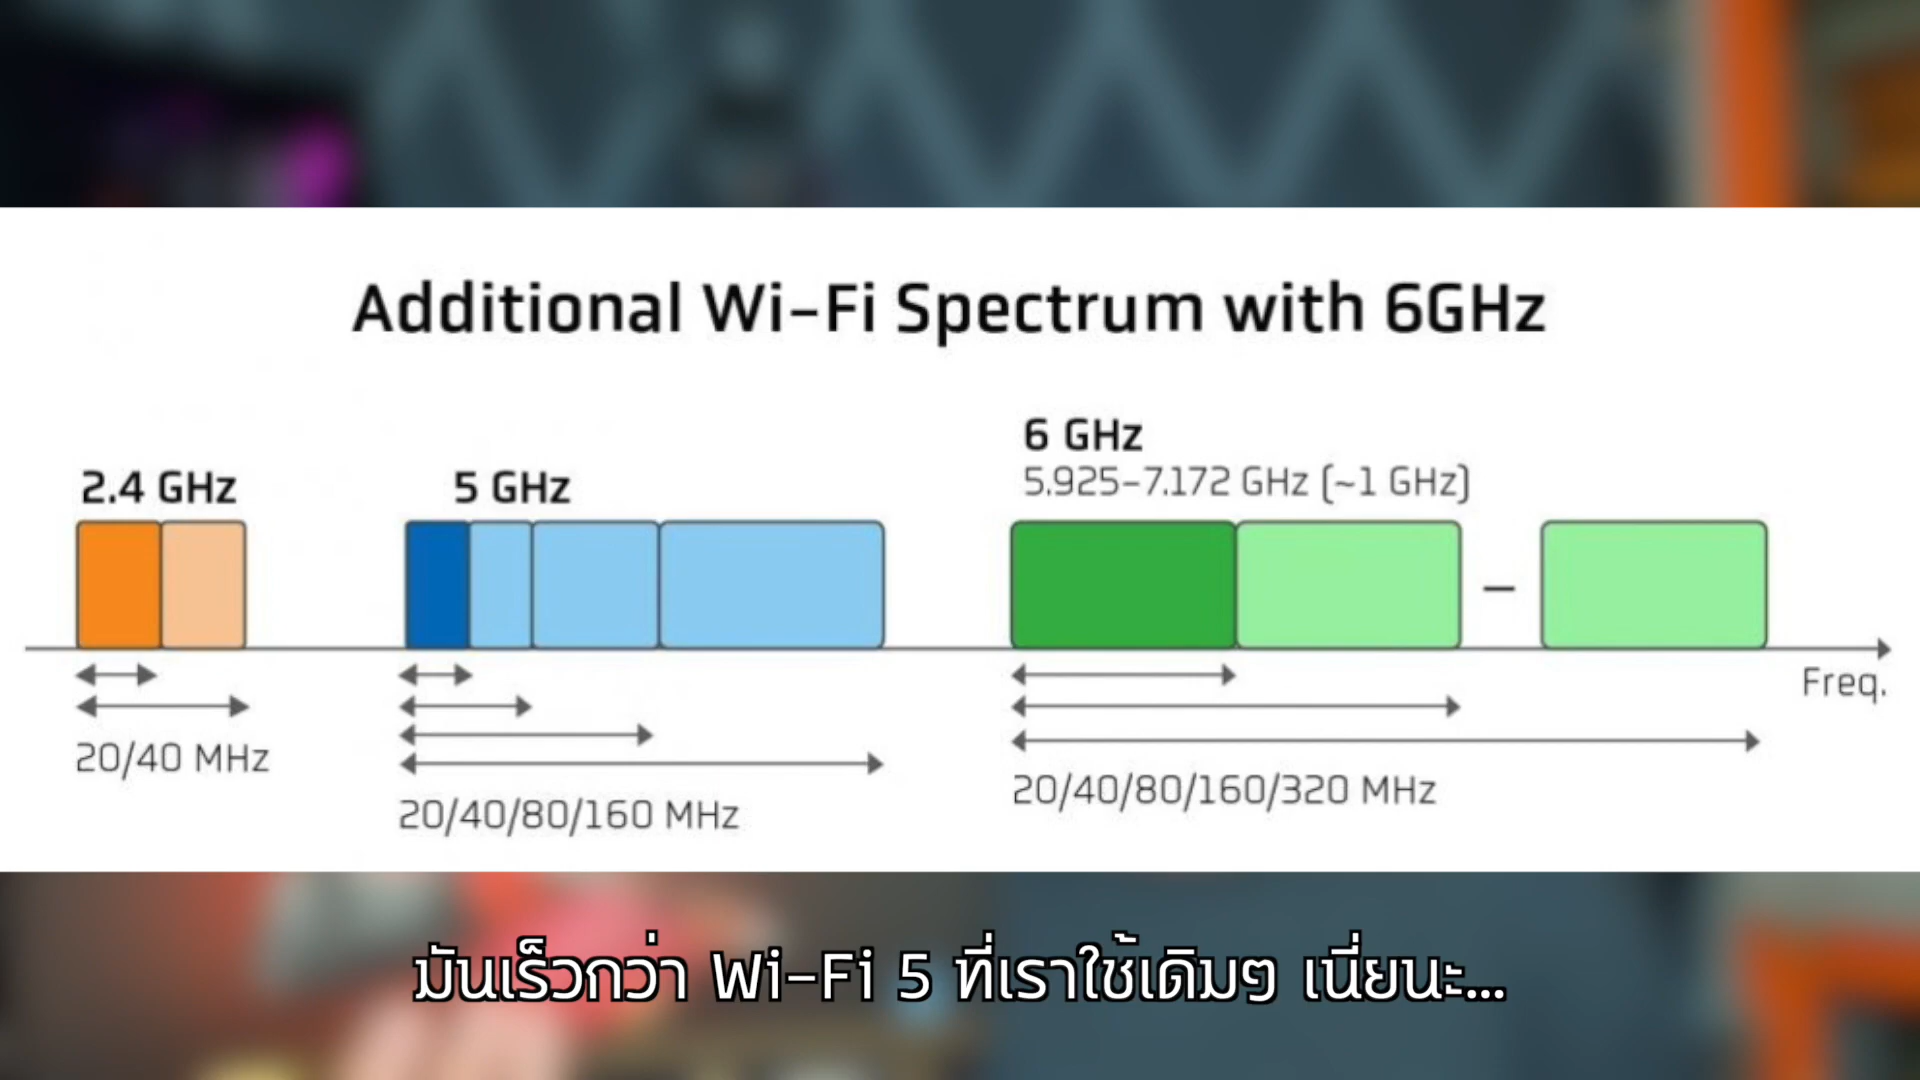 Additional Wi-Fi Spectrum with 6GHz
6 GHz
5.925-7.172 GHz (~1 GHz)
2.4 GHz
5 GHz
–
Freq.
20/40 MHz
20/40/80/160 MHz
20/40/80/160/320 MHz
มันเร็วกว่า Wi-Fi 5 ที่เราใช้เดิมๆ เนี่ยนะ...